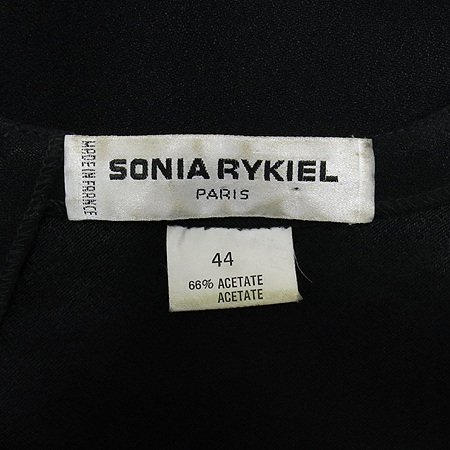 MADE IN FRANCE
SONIA RYKIEL
PARIS
44
66% ACETATE
ACETATE